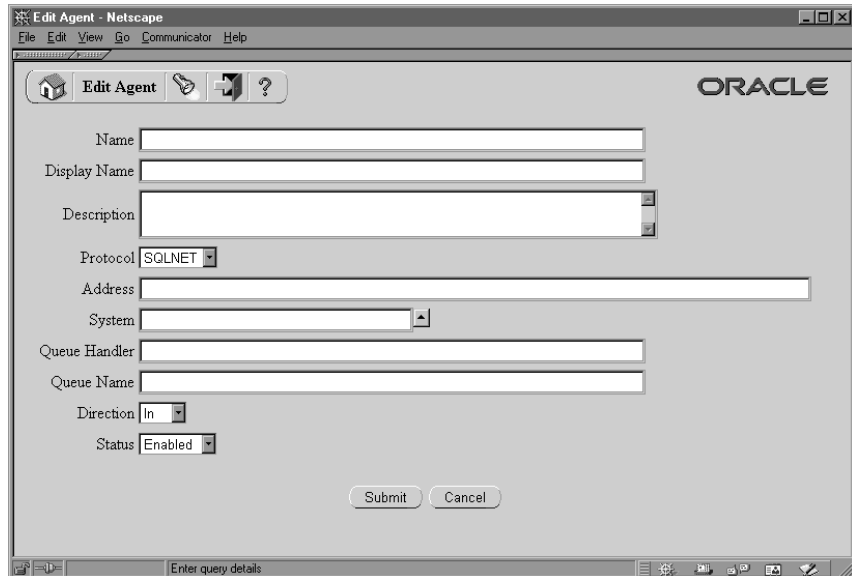 Edit Agent - Netscape
File Edit View Go Communicator Help
Edit Agent ?
ORACLE
Name
Display Name
Description
Protocol SQLNET
Address
System
Queue Handler
Queue Name
Direction In
Status Enabled
Submit Cancel
Enter query details